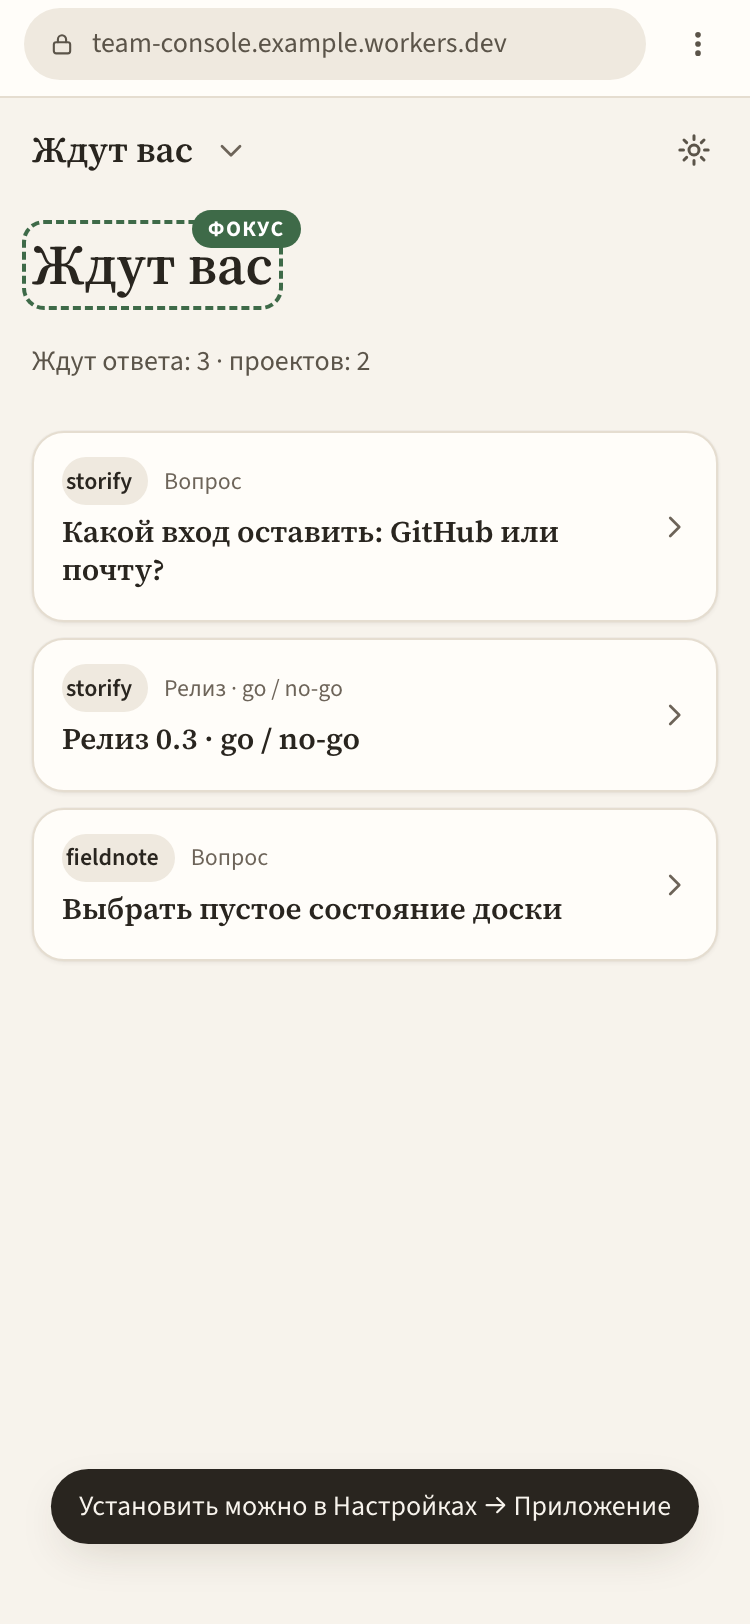 team-console.example.workers.dev
Ждут вас
ФОКУС
Ждут вас
Ждут ответа: 3 · проектов: 2
storify Вопрос
Какой вход оставить: GitHub или
почту?
storify Релиз · go / no-go
Релиз 0.3 · go / no-go
fieldnote Вопрос
Выбрать пустое состояние доски
Установить можно в Настройках → Приложение